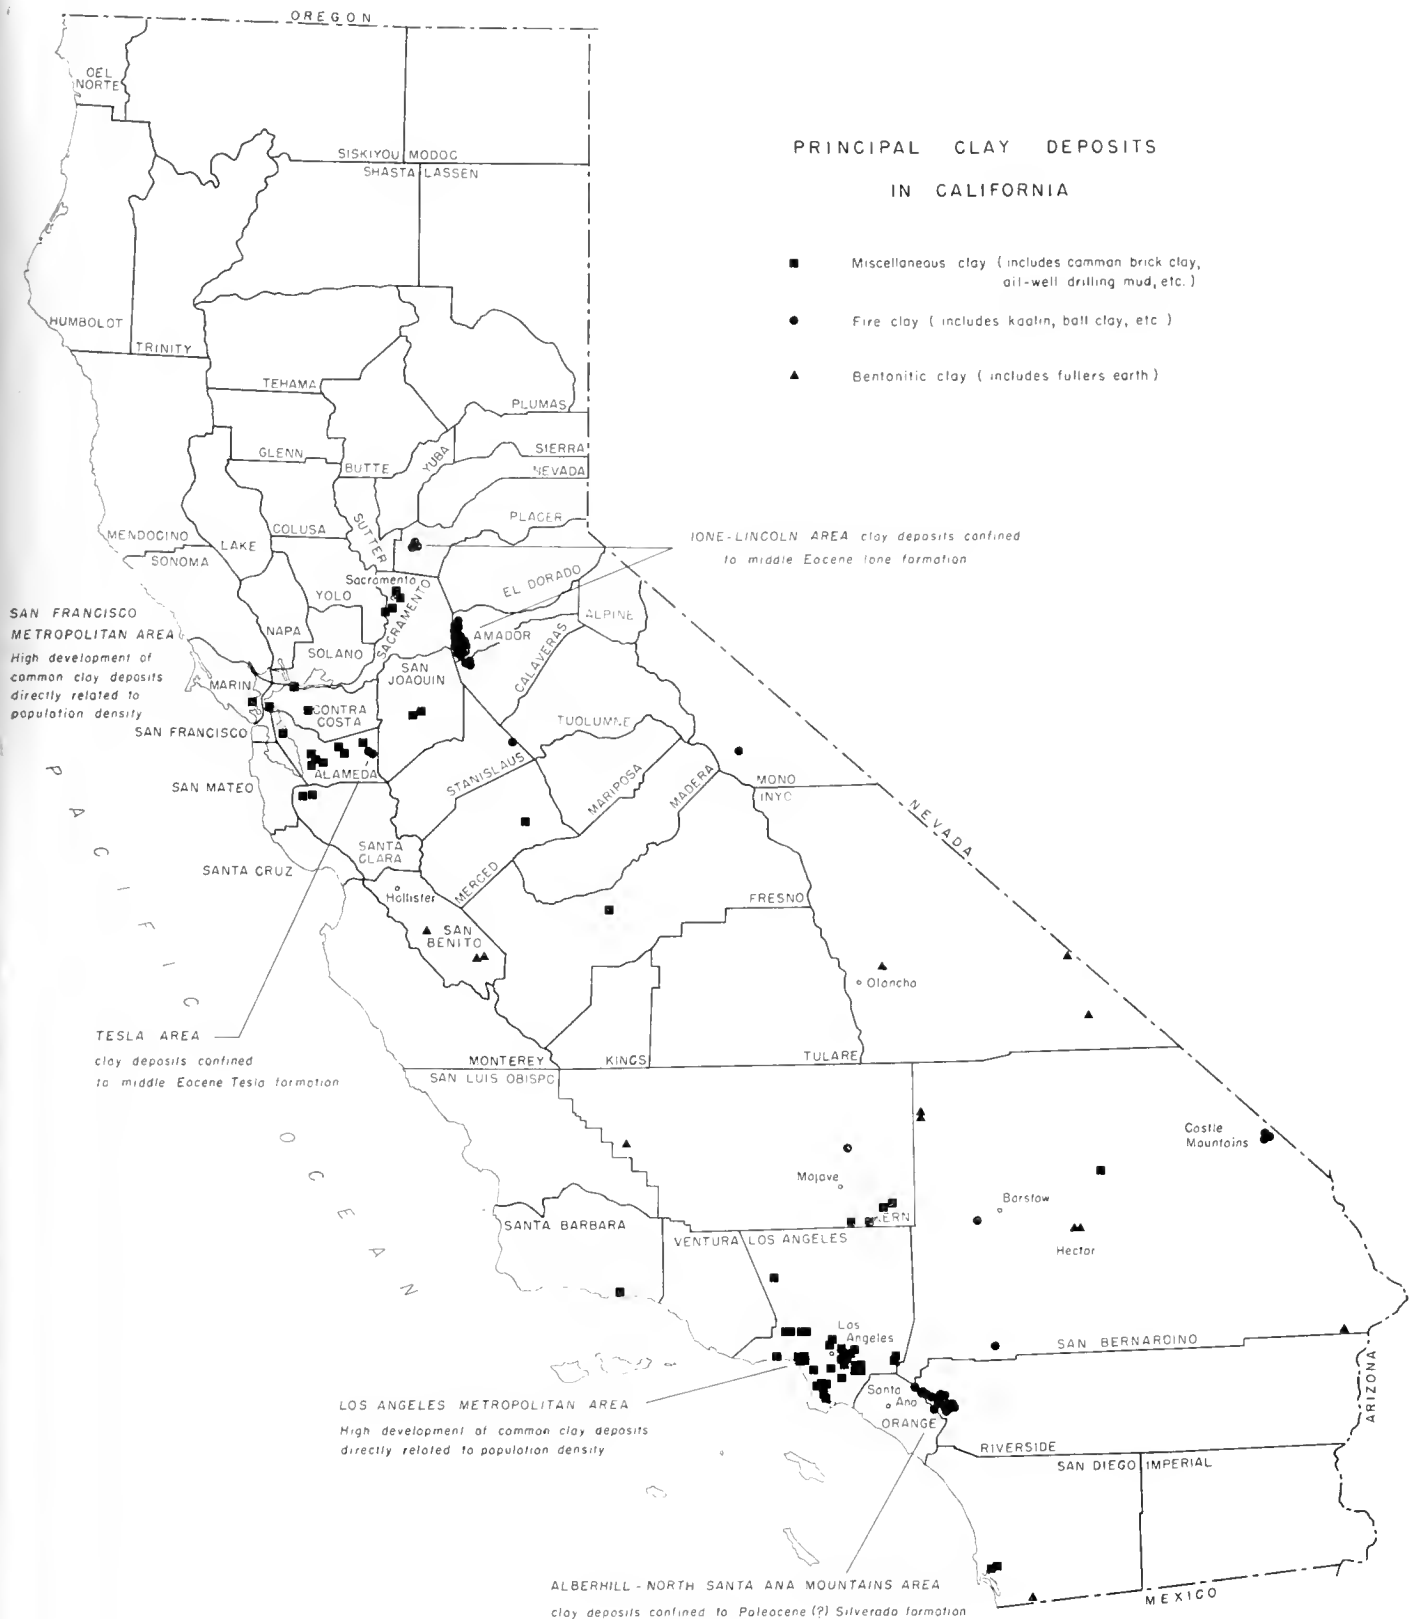 OREGON
DEL
NORTE
SISKIYOU MODOC
SHASTA LASSEN
PRINCIPAL CLAY DEPOSITS
IN CALIFORNIA
Miscellaneous clay (includes common brick clay,
oil-well drilling mud, etc.)
Fire clay (includes kaolin, ball clay, etc)
Bentonitic clay (includes fullers earth)
HUMBOLOT
TRINITY
TEHAMA
PLUMAS
GLENN
BUTTE
YUBA
SIERRA
NEVADA
MENDOCINO
LAKE
COLUSA
SUTTER
PLACER
SONOMA
IONE-LINCOLN AREA clay deposits confined
to middle Eocene Ione formation
Sacramento
YOLO
SACRAMENTO
EL DORADO
ALPINE
SAN FRANCISCO
METROPOLITAN AREA
High development of
common clay deposits
directly related to
population density
NAPA
SOLANO
AMADOR
CALAVERAS
MARIN
SAN
JOAQUIN
CONTRA
COSTA
TUOLUMNE
SAN FRANCISCO
ALAMEDA
STANISLAUS
MARIPOSA
MADERA
MONO
INYO
SAN MATEO
NEVADA
SANTA
CLARA
SANTA CRUZ
MERCED
Hollister
FRESNO
SAN
BENITO
Olancha
PACIFIC OCEAN
TESLA AREA
clay deposits confined
to middle Eocene Tesla formation
MONTEREY
KINGS
TULARE
SAN LUIS OBISPO
Castle
Mountains
Mojave
Barstow
KERN
Hector
SANTA BARBARA
VENTURA LOS ANGELES
Los
Angeles
SAN BERNARDINO
ARIZONA
LOS ANGELES METROPOLITAN AREA
High development of common clay deposits
directly related to population density
Santa
Ana
ORANGE
RIVERSIDE
SAN DIEGO IMPERIAL
MEXICO
ALBERHILL-NORTH SANTA ANA MOUNTAINS AREA
clay deposits confined to Paleocene(?) Silverado formation